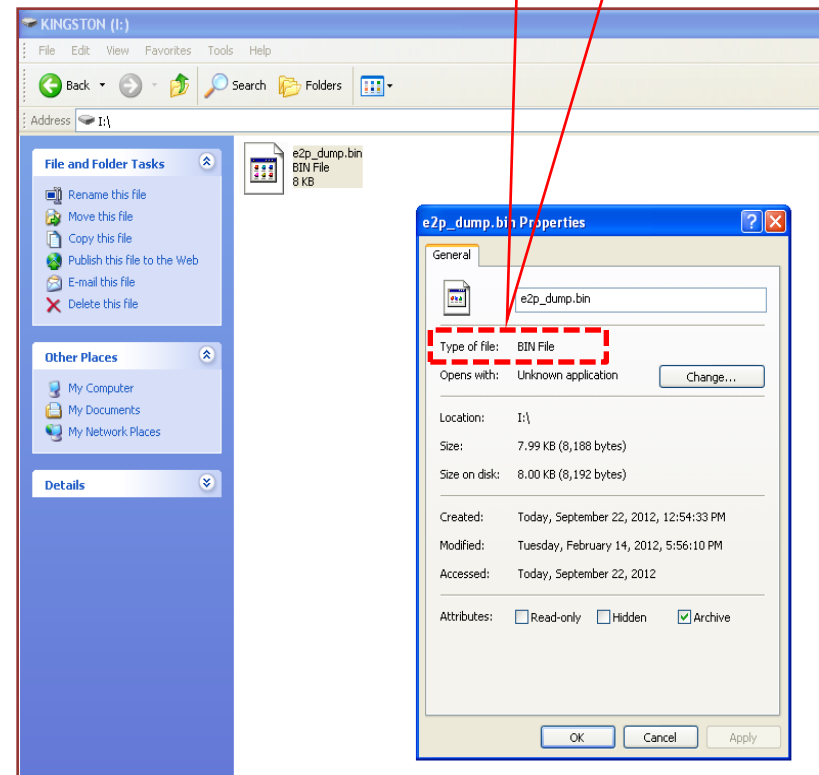 KINGSTON (I:)
File Edit View Favorites Tools Help
Back Search Folders
Address I:\
File and Folder Tasks
Rename this file
Move this file
Copy this file
Publish this file to the Web
E-mail this file
Delete this file
Other Places
My Computer
My Documents
My Network Places
Details
e2p_dump.bin
BIN File
8 KB
e2p_dump.bin Properties
General
e2p_dump.bin
Type of file: BIN File
Opens with: Unknown application Change...
Location: I:\
Size: 7.99 KB (8,188 bytes)
Size on disk: 8.00 KB (8,192 bytes)
Created: Today, September 22, 2012, 12:54:33 PM
Modified: Tuesday, February 14, 2012, 5:56:10 PM
Accessed: Today, September 22, 2012
Attributes: Read-only Hidden Archive
OK Cancel Apply